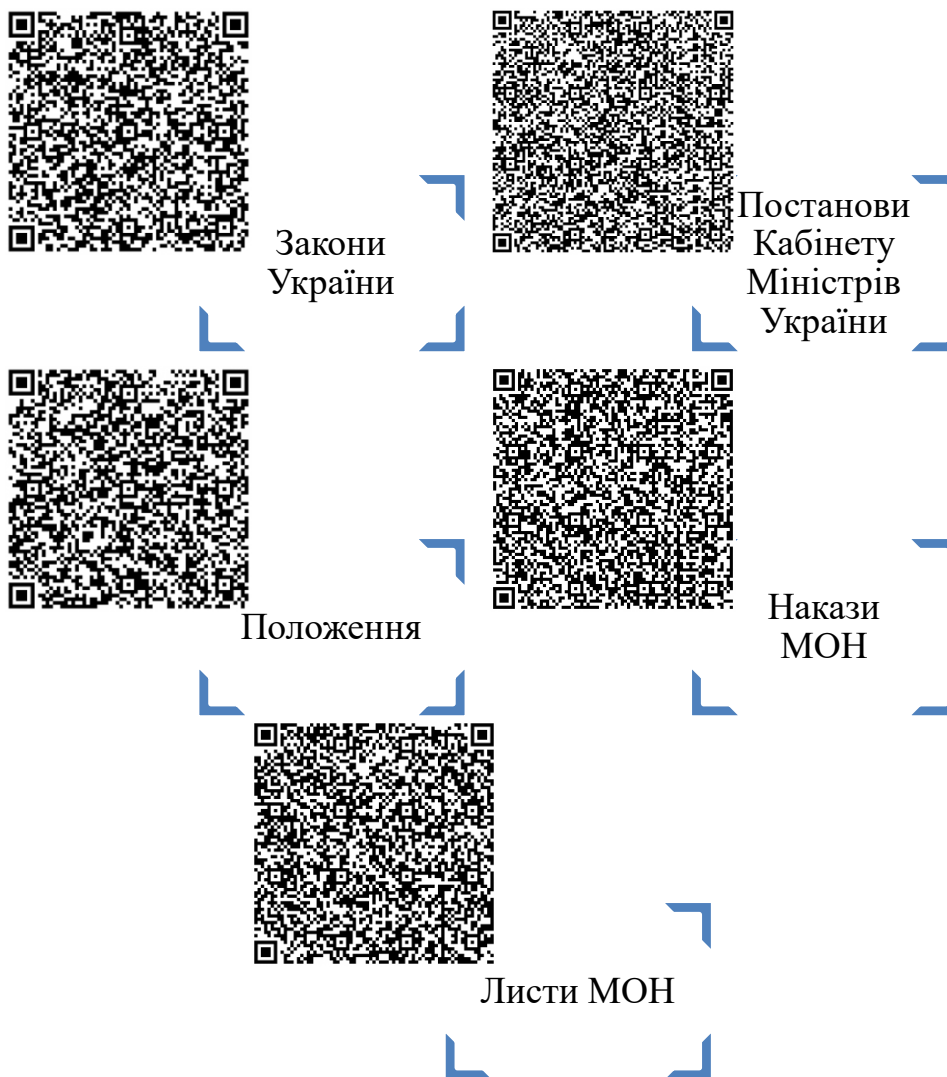 Закони
України
Постанови
Кабінету
Міністрів
України
Положення
Накази
МОН
Листи МОН